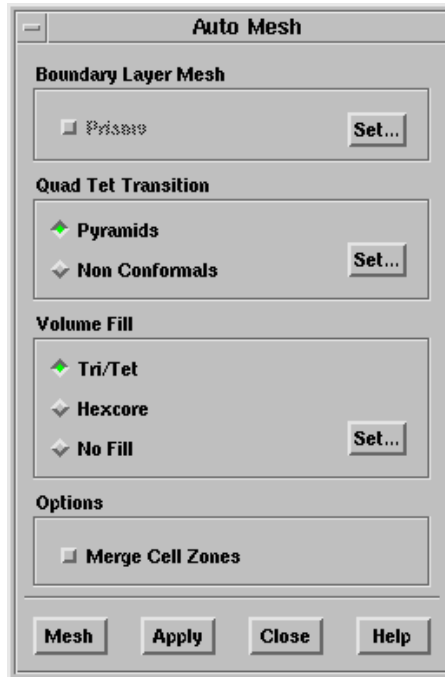 Auto Mesh
Boundary Layer Mesh
Prisms
Set...
Quad Tet Transition
Pyramids
Non Conformals
Set...
Volume Fill
Tri/Tet
Hexcore
No Fill
Set...
Options
Merge Cell Zones
Mesh Apply Close Help